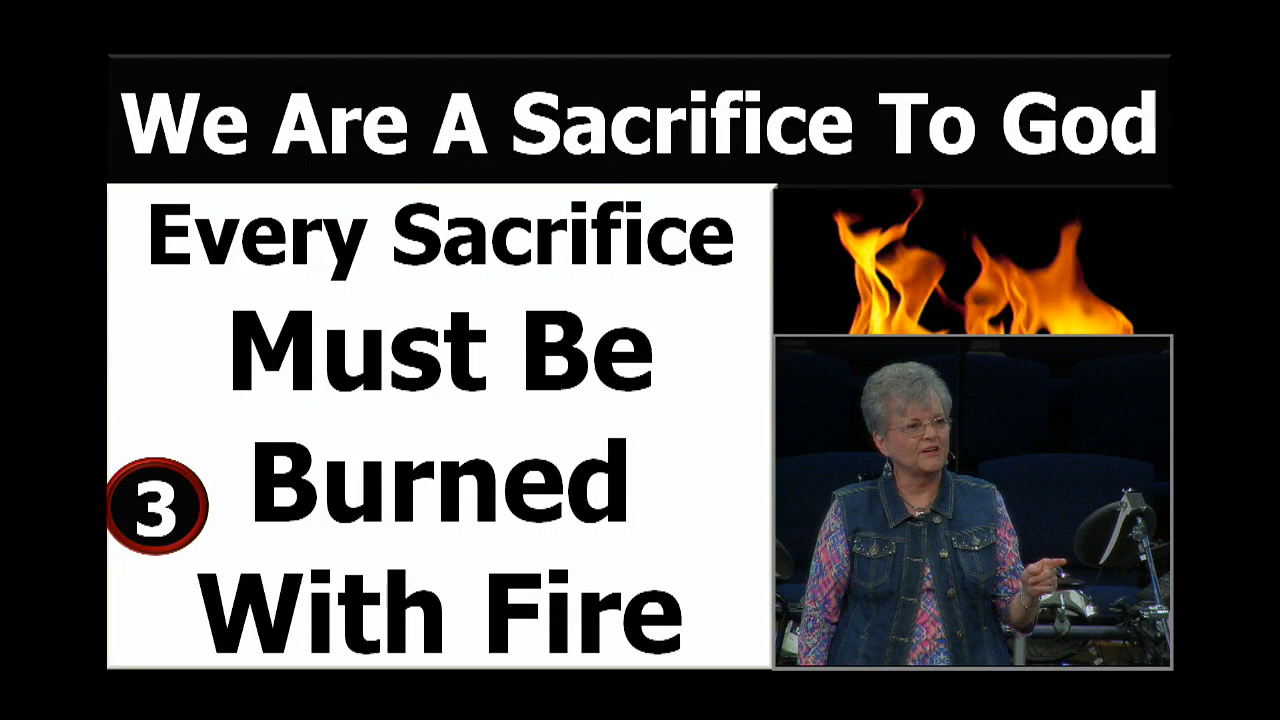 We Are A Sacrifice To God
Every Sacrifice
Must Be
Burned
3
With Fire